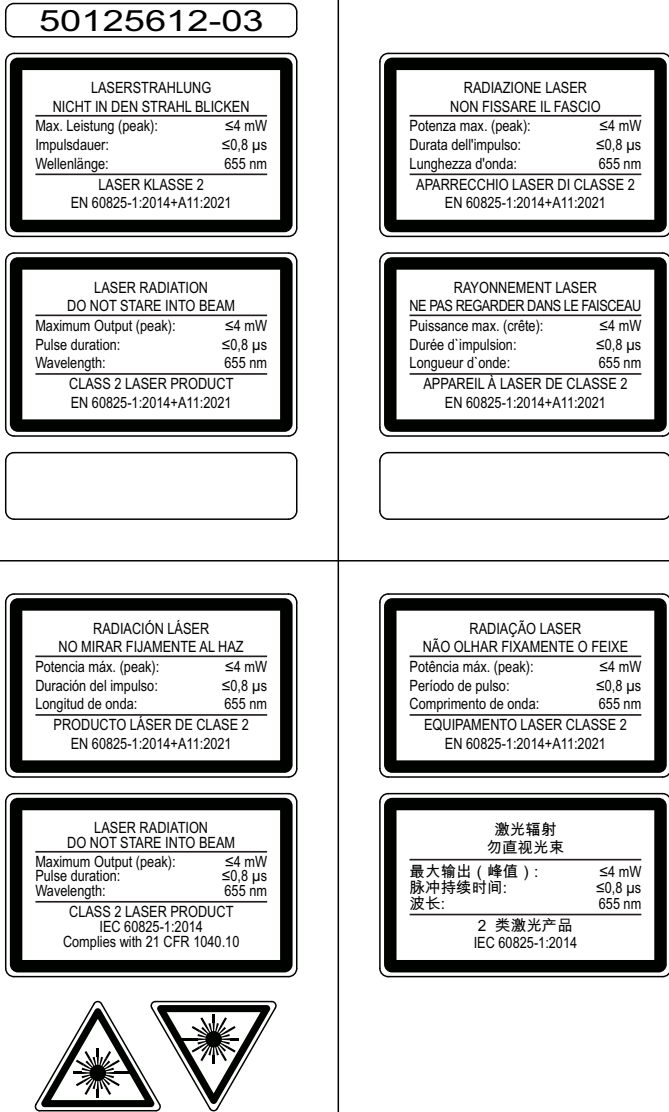 50125612-03
LASERSTRAHLUNG
NICHT IN DEN STRAHL BLICKEN
Max. Leistung (peak): ≤4 mW
Impulsdauer: ≤0,8 µs
Wellenlänge: 655 nm
LASER KLASSE 2
EN 60825-1:2014+A11:2021
LASER RADIATION
DO NOT STARE INTO BEAM
Maximum Output (peak): ≤4 mW
Pulse duration: ≤0,8 µs
Wavelength: 655 nm
CLASS 2 LASER PRODUCT
EN 60825-1:2014+A11:2021
RADIAZIONE LASER
NON FISSARE IL FASCIO
Potenza max. (peak): ≤4 mW
Durata dell'impulso: ≤0,8 µs
Lunghezza d'onda: 655 nm
APARRECCHIO LASER DI CLASSE 2
EN 60825-1:2014+A11:2021
RAYONNEMENT LASER
NE PAS REGARDER DANS LE FAISCEAU
Puissance max. (crête): ≤4 mW
Durée d`impulsion: ≤0,8 µs
Longueur d`onde: 655 nm
APPAREIL À LASER DE CLASSE 2
EN 60825-1:2014+A11:2021
RADIACIÓN LÁSER
NO MIRAR FIJAMENTE AL HAZ
Potencia máx. (peak): ≤4 mW
Duración del impulso: ≤0,8 µs
Longitud de onda: 655 nm
PRODUCTO LÁSER DE CLASE 2
EN 60825-1:2014+A11:2021
LASER RADIATION
DO NOT STARE INTO BEAM
Maximum Output (peak): ≤4 mW
Pulse duration: ≤0,8 µs
Wavelength: 655 nm
CLASS 2 LASER PRODUCT
IEC 60825-1:2014
Complies with 21 CFR 1040.10
RADIAÇÃO LASER
NÃO OLHAR FIXAMENTE O FEIXE
Potência máx. (peak): ≤4 mW
Período de pulso: ≤0,8 µs
Comprimento de onda: 655 nm
EQUIPAMENTO LASER CLASSE 2
EN 60825-1:2014+A11:2021
激光辐射
勿直视光束
最大输出（峰值）: ≤4 mW
脉冲持续时间: ≤0,8 µs
波长: 655 nm
2 类激光产品
IEC 60825-1:2014